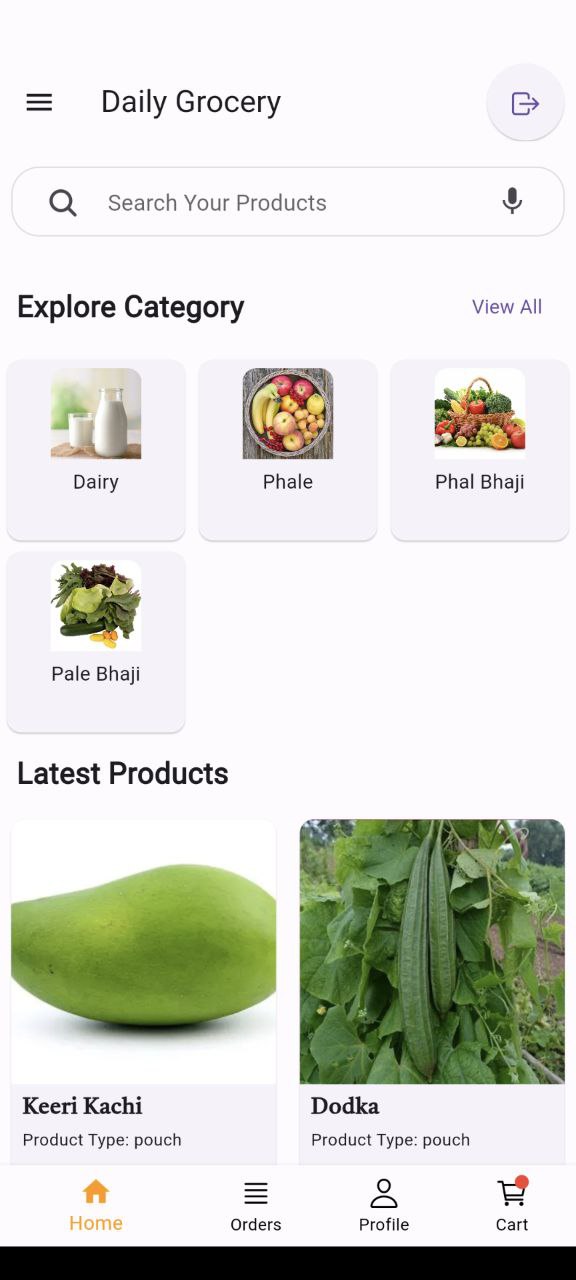 Daily Grocery
Search Your Products
Explore Category
View All
Dairy
Phale
Phal Bhaji
Pale Bhaji
Latest Products
Keeri Kachi
Dodka
Product Type: pouch
Product Type: pouch
Home
Orders
Profile
Cart